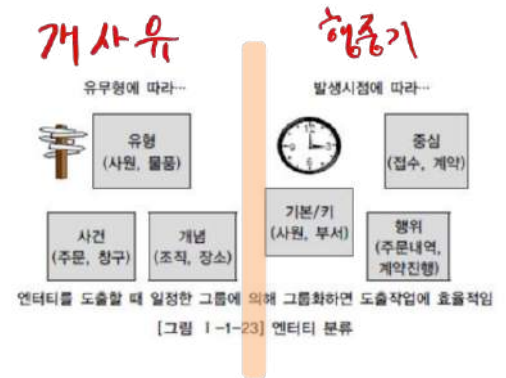 개사유
행중기
유무형에 따라…
발생시점에 따라…
유형
(사원, 물품)
중심
(접수, 계약)
사건
(주문, 창구)
개념
(조직, 장소)
기본/키
(사원, 부서)
행위
(주문내역,
계약진행)
엔터티를 도출할 때 일정한 그룹에 의해 그룹화하면 도출작업에 효율적임
[그림 Ⅰ-1-23] 엔터티 분류